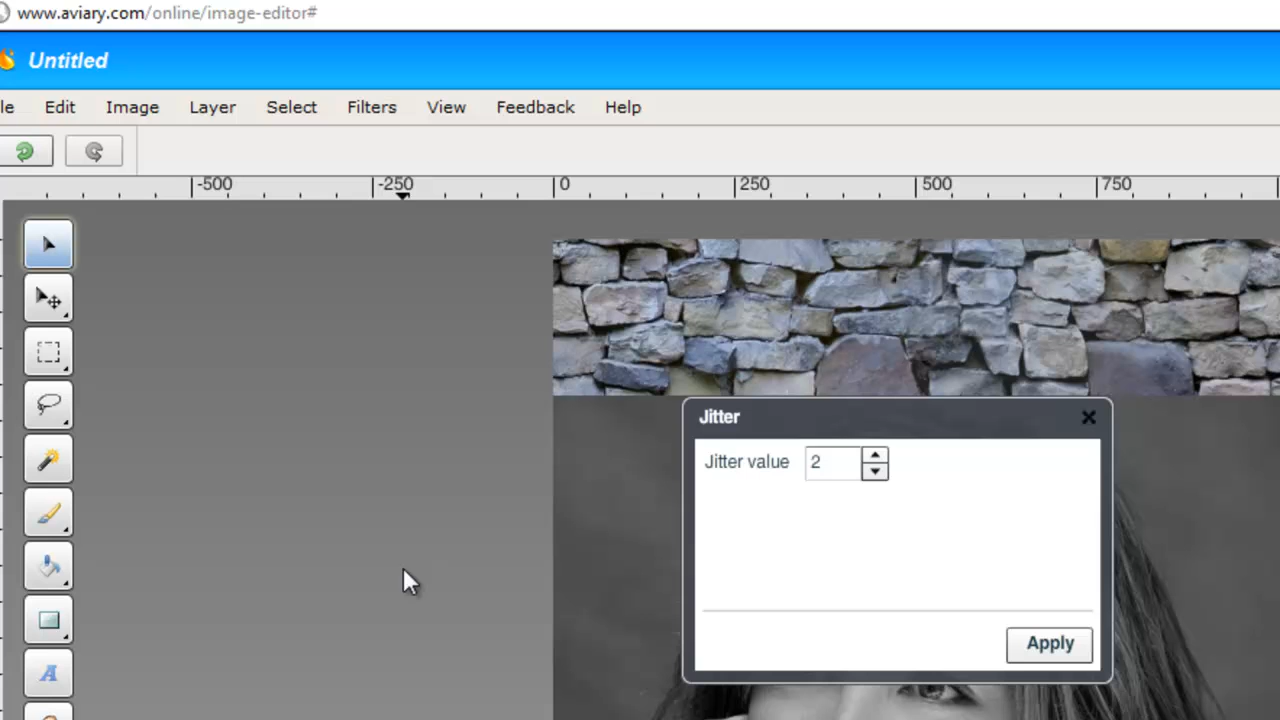 www.aviary.com/online/image-editor#
Untitled
le Edit Image Layer Select Filters View Feedback Help
-500 -250 0 250 500 750
Jitter
Jitter value 2
Apply
A